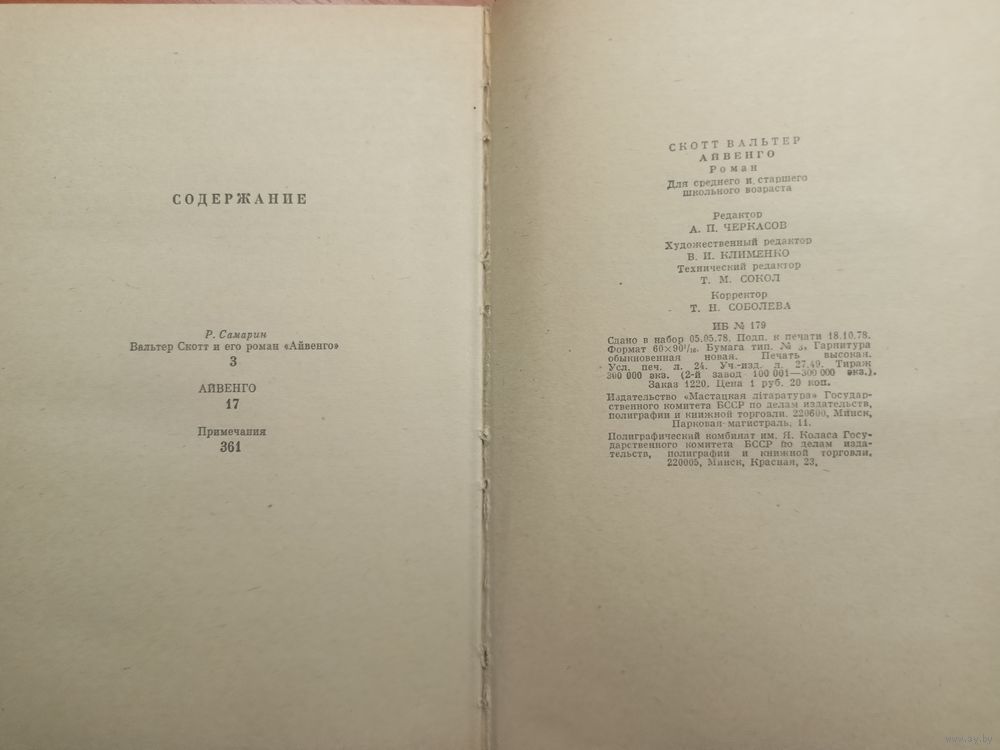 СОДЕРЖАНИЕ
Р. Самарин
Вальтер Скотт и его роман «Айвенго»
3
АЙВЕНГО
17
Примечания
361
СКОТТ ВАЛЬТЕР
АЙВЕНГО
Роман
Для среднего и старшего
школьного возраста
Редактор
А. П. ЧЕРКАСОВ
Художественный редактор
В. И. КЛИМЕНКО
Технический редактор
Т. М. СОКОЛ
Корректор
Т. Н. СОБОЛЕВА
ИБ № 179
Сдано в набор 05.05.78. Подп. к печати 18.10.78.
Формат 60×90¹/₁₆. Бумага тип. № 3. Гарнитура
обыкновенная новая. Печать высокая.
Усл. печ. л. 24. Уч.-изд. л. 27,49. Тираж
300 000 экз. (2-й завод 100 001—300 000 экз.).
Заказ 1220. Цена 1 руб. 20 коп.
Издательство «Мастацкая літаратура» Государ-
ственного комитета БССР по делам издательств,
полиграфии и книжной торговли. 220600, Минск,
Парковая магистраль, 11.
Полиграфический комбинат им. Я. Коласа Госу-
дарственного комитета БССР по делам изда-
тельств, полиграфии и книжной торговли.
220005, Минск, Красная, 23.
www.ay.by